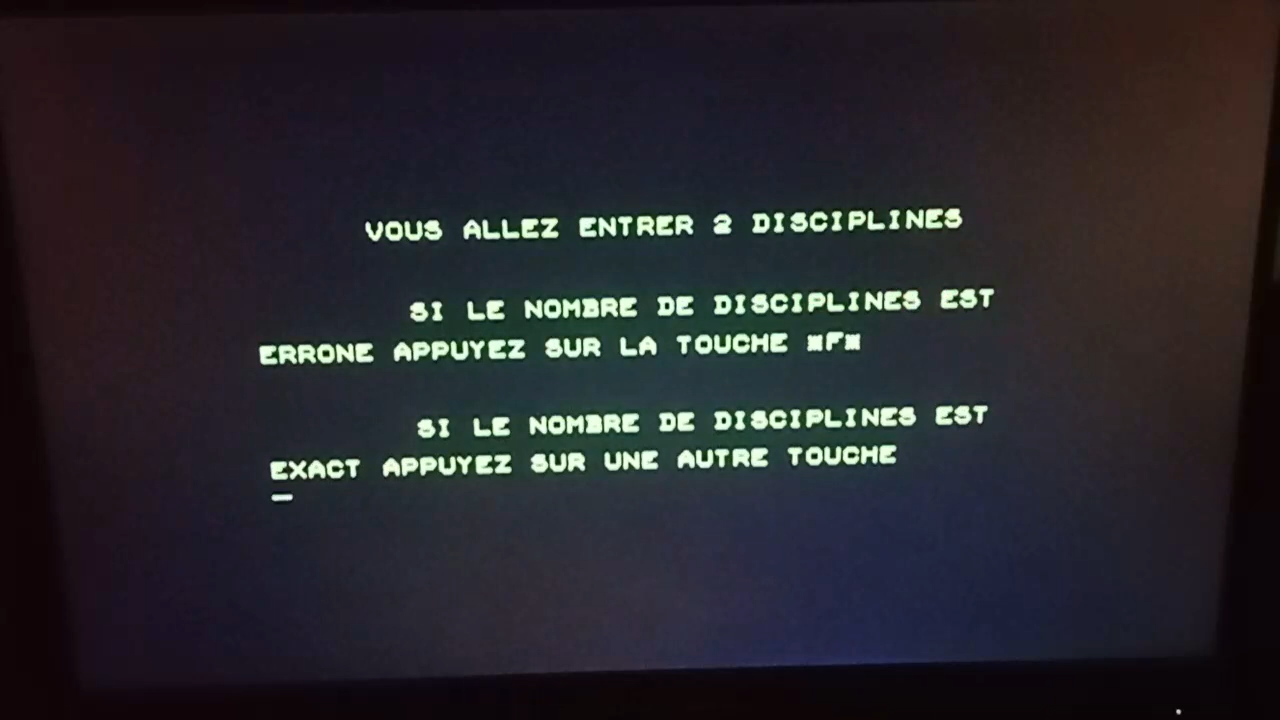 VOUS ALLEZ ENTRER 2 DISCIPLINES
SI LE NOMBRE DE DISCIPLINES EST
ERRONE APPUYEZ SUR LA TOUCHE *F*
SI LE NOMBRE DE DISCIPLINES EST
EXACT APPUYEZ SUR UNE AUTRE TOUCHE
_